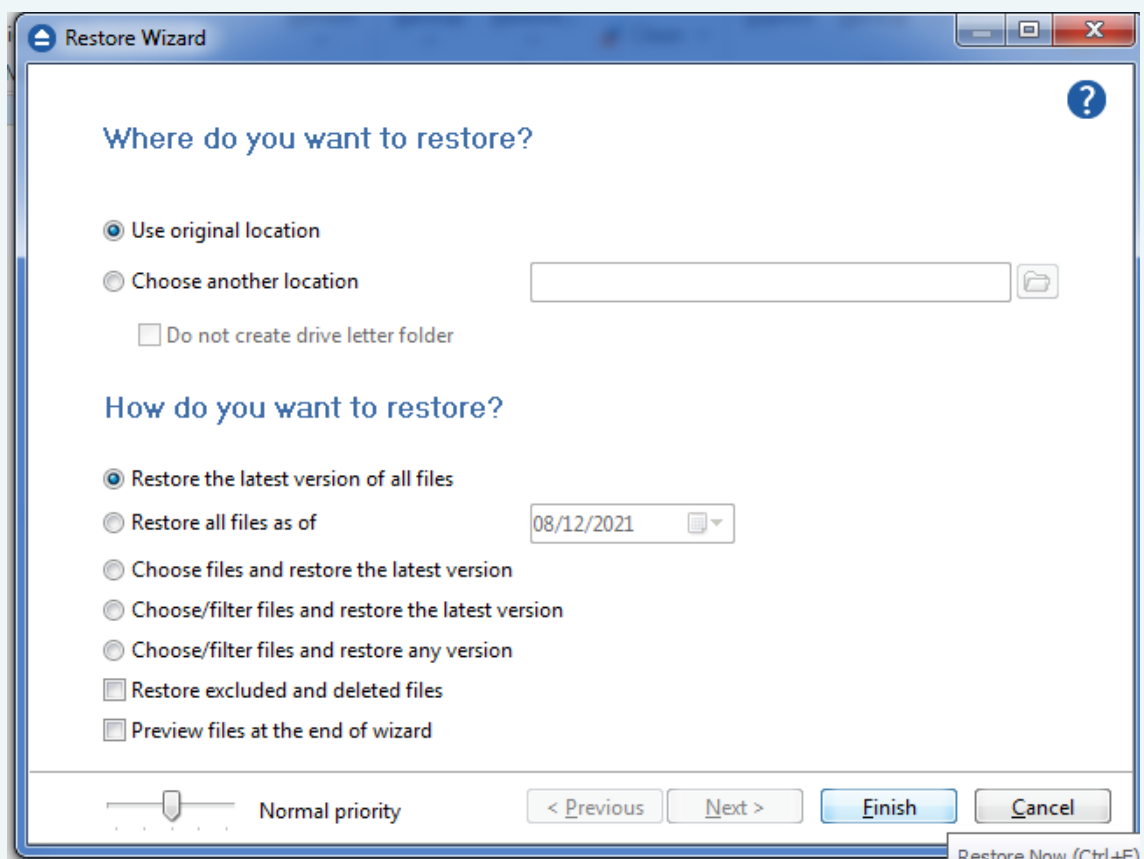 Restore Wizard
Where do you want to restore?
Use original location
Choose another location
Do not create drive letter folder
How do you want to restore?
Restore the latest version of all files
Restore all files as of 08/12/2021
Choose files and restore the latest version
Choose/filter files and restore the latest version
Choose/filter files and restore any version
Restore excluded and deleted files
Preview files at the end of wizard
Normal priority < Previous Next > Finish Cancel
Restore Now (Ctrl+F)